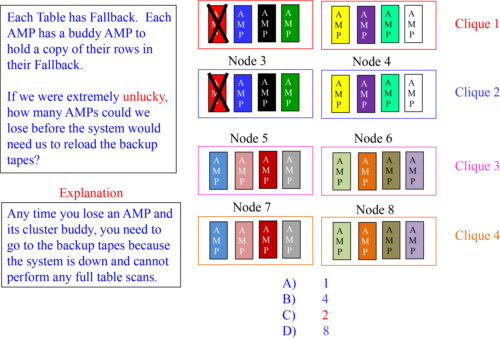 Each Table has Fallback. Each
AMP has a buddy AMP to
hold a copy of their rows in
their Fallback.
If we were extremely unlucky,
how many AMPs could we
lose before the system would
need us to reload the backup
tapes?
Explanation
Any time you lose an AMP and
its cluster buddy, you need to
go to the backup tapes because
the system is down and cannot
perform any full table scans.
AMP AMP AMP AMP
AMP AMP AMP AMP
Clique 1
Node 3
Node 4
AMP AMP AMP AMP
AMP AMP AMP AMP
Clique 2
Node 5
Node 6
AMP AMP AMP AMP
AMP AMP AMP AMP
Clique 3
Node 7
Node 8
AMP AMP AMP AMP
AMP AMP AMP AMP
Clique 4
A) 1
B) 4
C) 2
D) 8